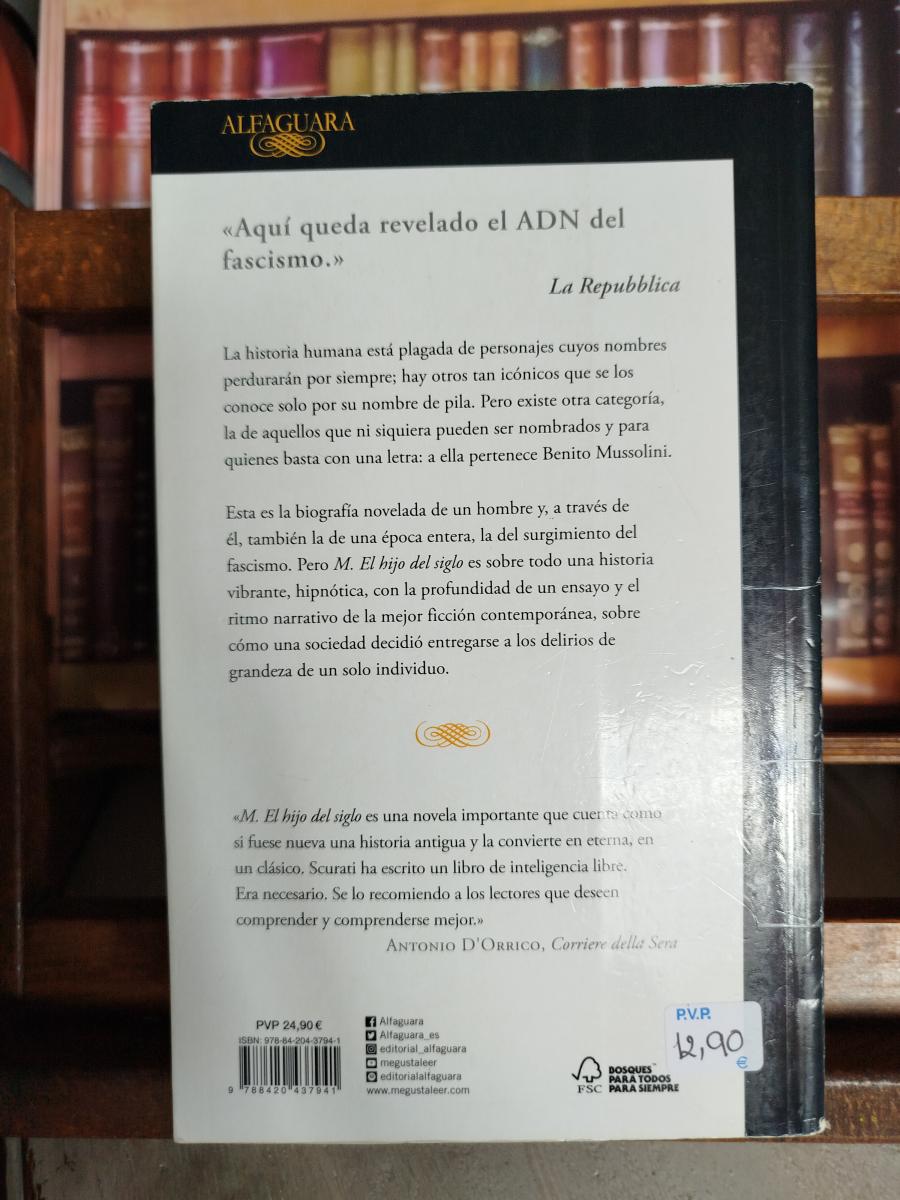 ALFAGUARA
«Aquí queda revelado el ADN del
fascismo.»
La Repubblica
La historia humana está plagada de personajes cuyos nombres
perdurarán por siempre; hay otros tan icónicos que se los
conoce solo por su nombre de pila. Pero existe otra categoría,
la de aquellos que ni siquiera pueden ser nombrados y para
quienes basta con una letra: a ella pertenece Benito Mussolini.
Esta es la biografía novelada de un hombre y, a través de
él, también la de una época entera, la del surgimiento del
fascismo. Pero M. El hijo del siglo es sobre todo una historia
vibrante, hipnótica, con la profundidad de un ensayo y el
ritmo narrativo de la mejor ficción contemporánea, sobre
cómo una sociedad decidió entregarse a los delirios de
grandeza de un solo individuo.
«M. El hijo del siglo es una novela importante que cuenta como
si fuese nueva una historia antigua y la convierte en eterna, en
un clásico. Scurati ha escrito un libro de inteligencia libre.
Era necesario. Se lo recomiendo a los lectores que deseen
comprender y comprenderse mejor.»
ANTONIO D'ORRICO, Corriere della Sera
PVP 24,90 €
ISBN: 978-84-204-3794-1
9 788420 437941
Alfaguara
Alfaguara_es
editorial_alfaguara
megustaleer
editorialalfaguara
www.megustaleer.com
FSC
BOSQUES™
PARA TODOS
PARA SIEMPRE
P.V.P.
12,90
€